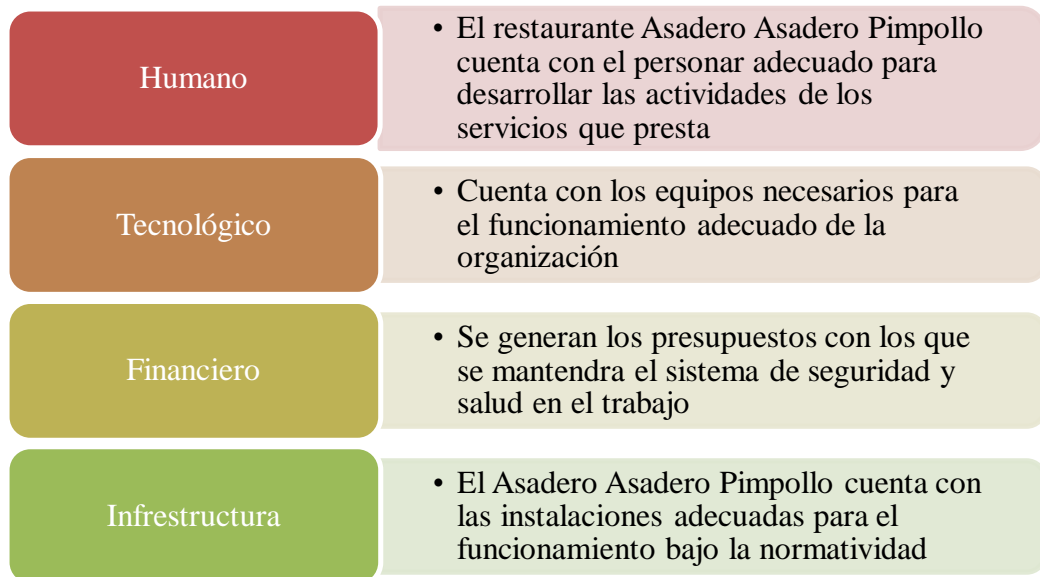 Humano
• El restaurante Asadero Asadero Pimpollo
cuenta con el personar adecuado para
desarrollar las actividades de los
servicios que presta
Tecnológico
• Cuenta con los equipos necesarios para
el funcionamiento adecuado de la
organización
Financiero
• Se generan los presupuestos con los que
se mantendra el sistema de seguridad y
salud en el trabajo
Infrestructura
• El Asadero Asadero Pimpollo cuenta con
las instalaciones adecuadas para el
funcionamiento bajo la normatividad